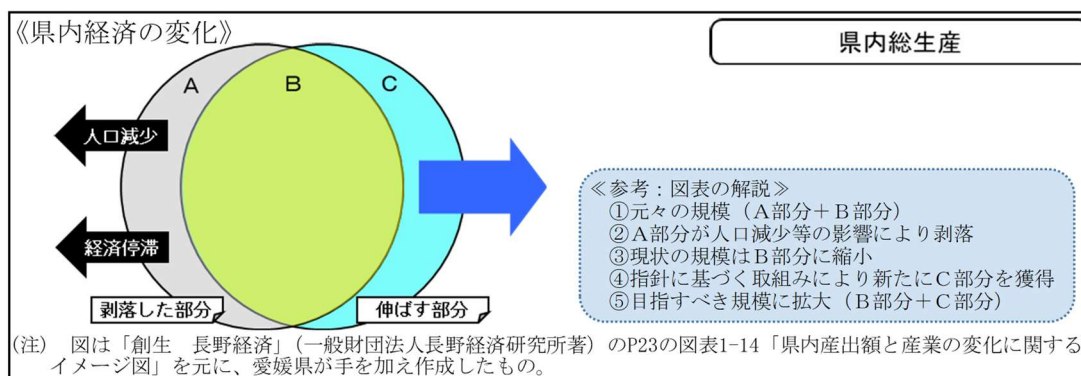 《県内経済の変化》
県内総生産
A
B
C
人口減少
経済停滞
剥落した部分
伸ばす部分
≪参考：図表の解説≫
①元々の規模（A部分＋B部分）
②A部分が人口減少等の影響により剥落
③現状の規模はB部分に縮小
④指針に基づく取組みにより新たにC部分を獲得
⑤目指すべき規模に拡大（B部分＋C部分）
(注)　図は「創生　長野経済」（一般財団法人長野経済研究所著）のP23の図表1-14「県内産出額と産業の変化に関する
イメージ図」を元に、愛媛県が手を加え作成したもの。